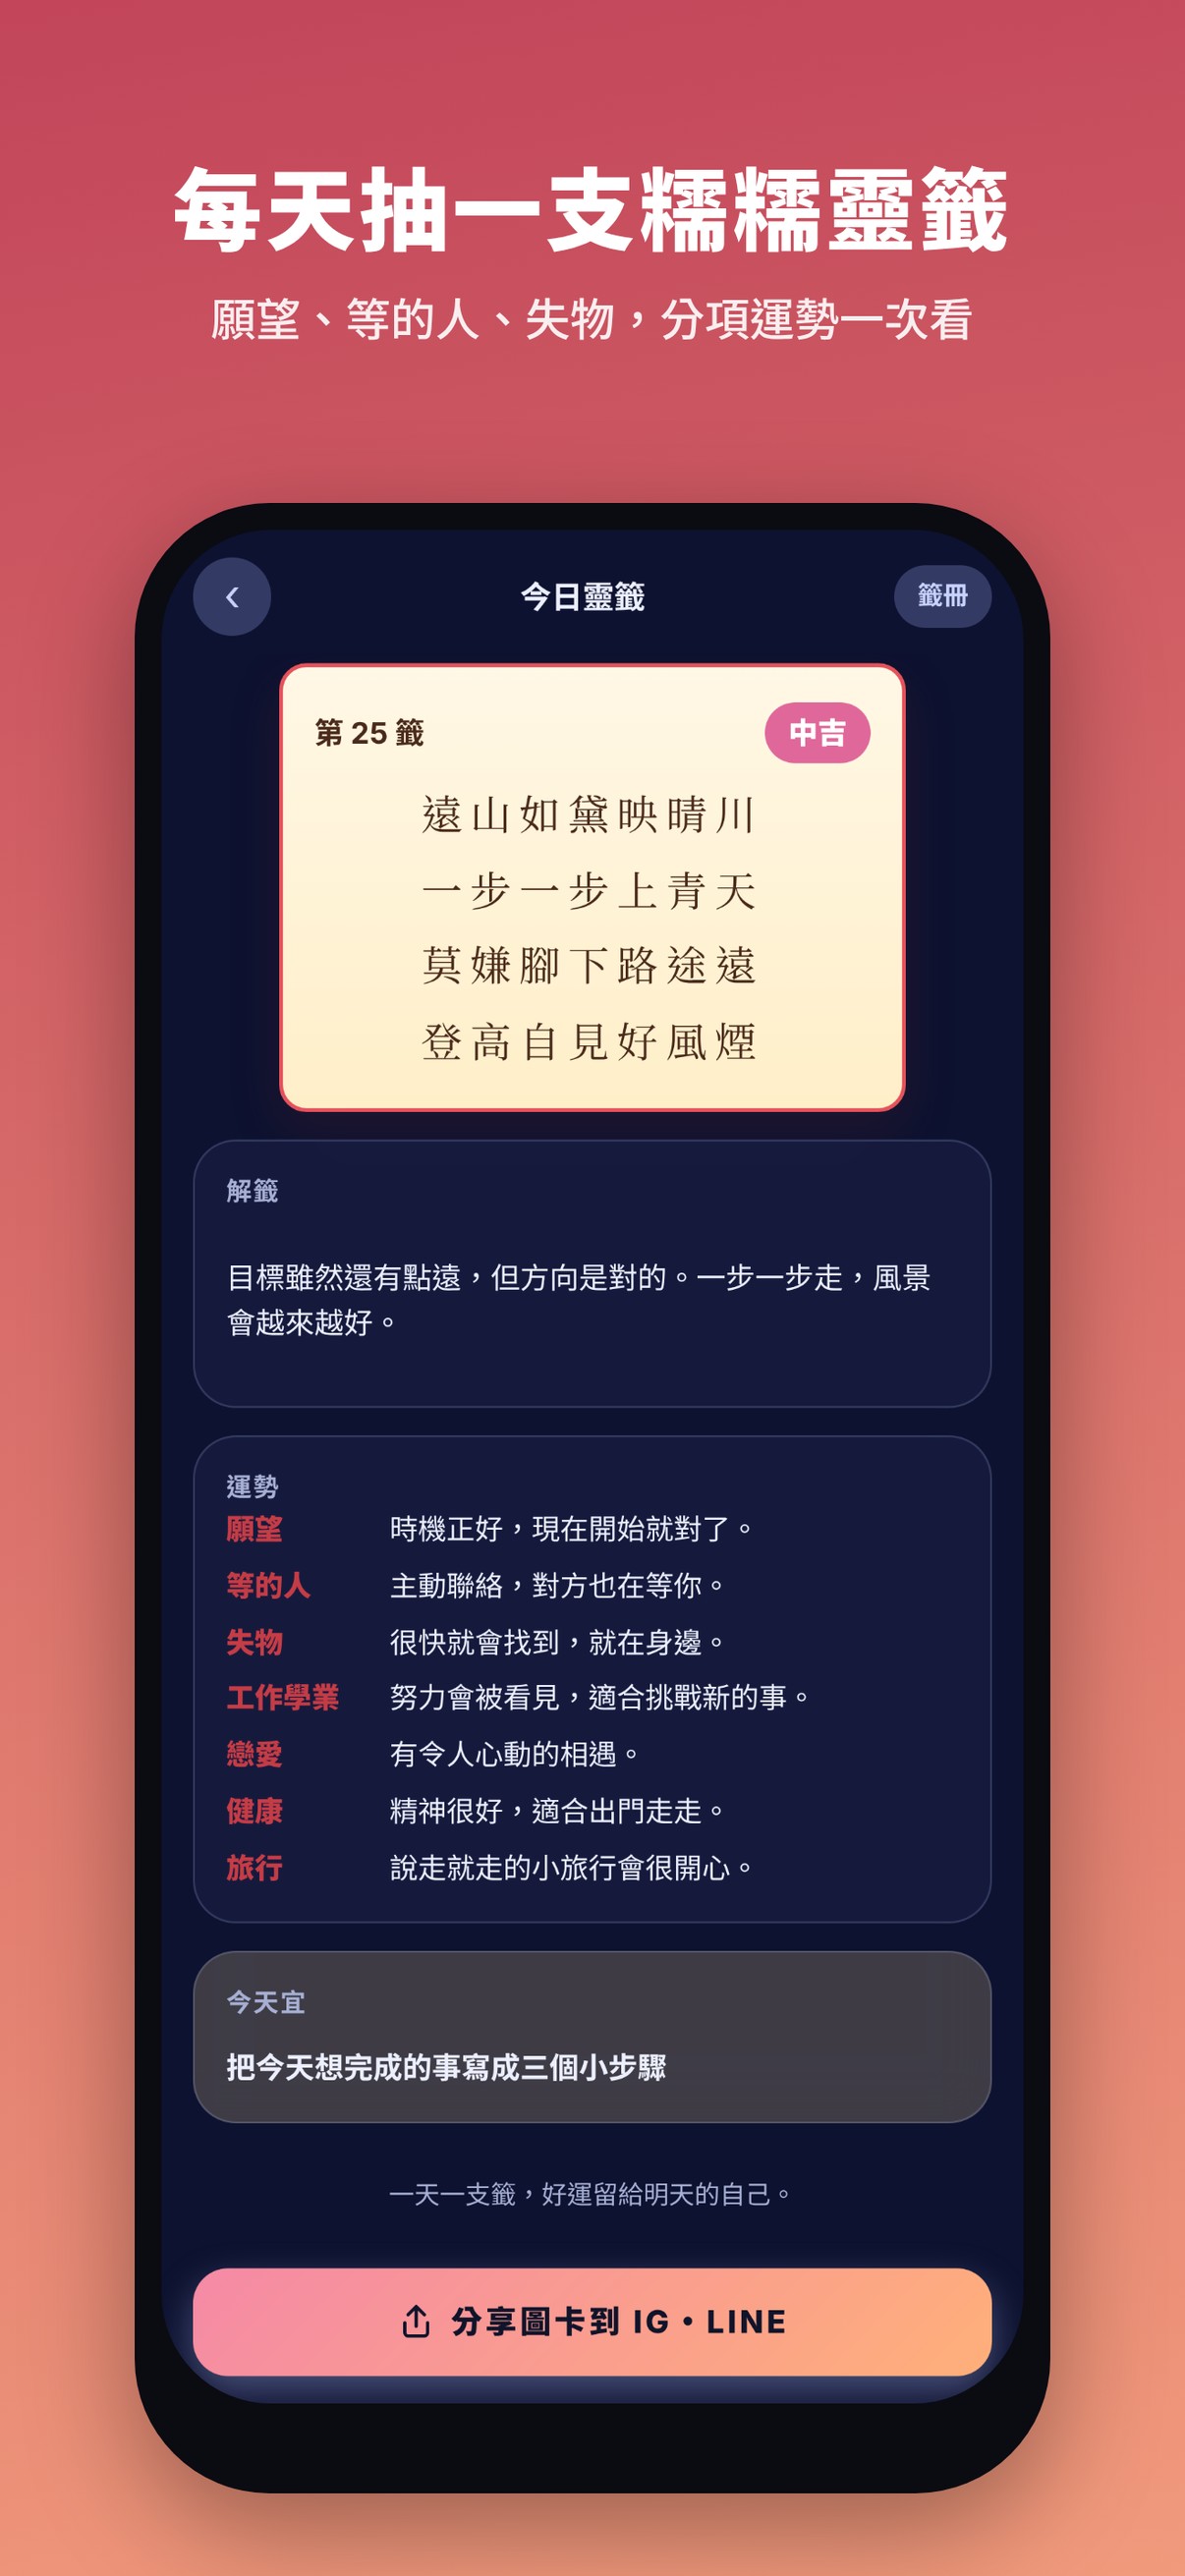 每天抽一支糯糯靈籤
願望、等的人、失物，分項運勢一次看
今日靈籤
籤冊
第 25 籤
中吉
遠山如黛映晴川
一步一步上青天
莫嫌腳下路途遠
登高自見好風煙
解籤
目標雖然還有點遠，但方向是對的。一步一步走，風景
會越來越好。
運勢
願望 時機正好，現在開始就對了。
等的人 主動聯絡，對方也在等你。
失物 很快就會找到，就在身邊。
工作學業 努力會被看見，適合挑戰新的事。
戀愛 有令人心動的相遇。
健康 精神很好，適合出門走走。
旅行 說走就走的小旅行會很開心。
今天宜
把今天想完成的事寫成三個小步驟
一天一支籤，好運留給明天的自己。
分享圖卡到 IG・LINE